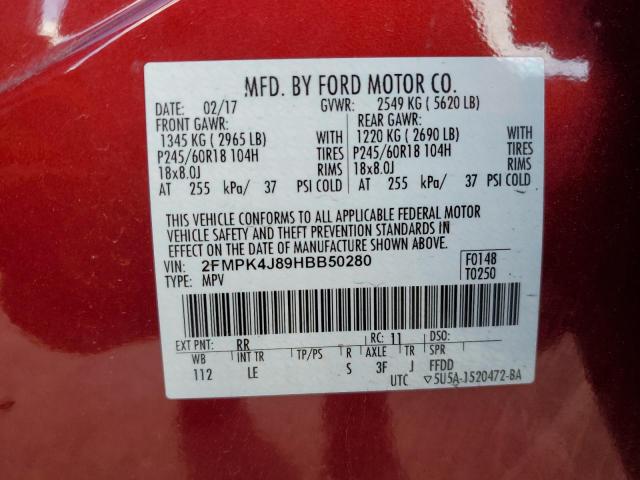 MFD. BY FORD MOTOR CO.
DATE: 02/17 GVWR: 2549 KG ( 5620 LB)
FRONT GAWR: REAR GAWR:
1345 KG ( 2965 LB) WITH 1220 KG ( 2690 LB) WITH
P245/60R18 104H TIRES P245/60R18 104H TIRES
18x8.0J RIMS 18x8.0J RIMS
AT 255 kPa/ 37 PSI COLD AT 255 kPa/ 37 PSI COLD
THIS VEHICLE CONFORMS TO ALL APPLICABLE FEDERAL MOTOR
VEHICLE SAFETY AND THEFT PREVENTION STANDARDS IN
EFFECT ON THE DATE OF MANUFACTURE SHOWN ABOVE.
VIN: 2FMPK4J89HBB50280 F0148
TYPE: MPV T0250
EXT PNT: RR RC: 11 DSO:
WB INT TR TP/PS R AXLE TR SPR
112 LE S 3F J FFDD
UTC ▽5U5A-1520472-BA